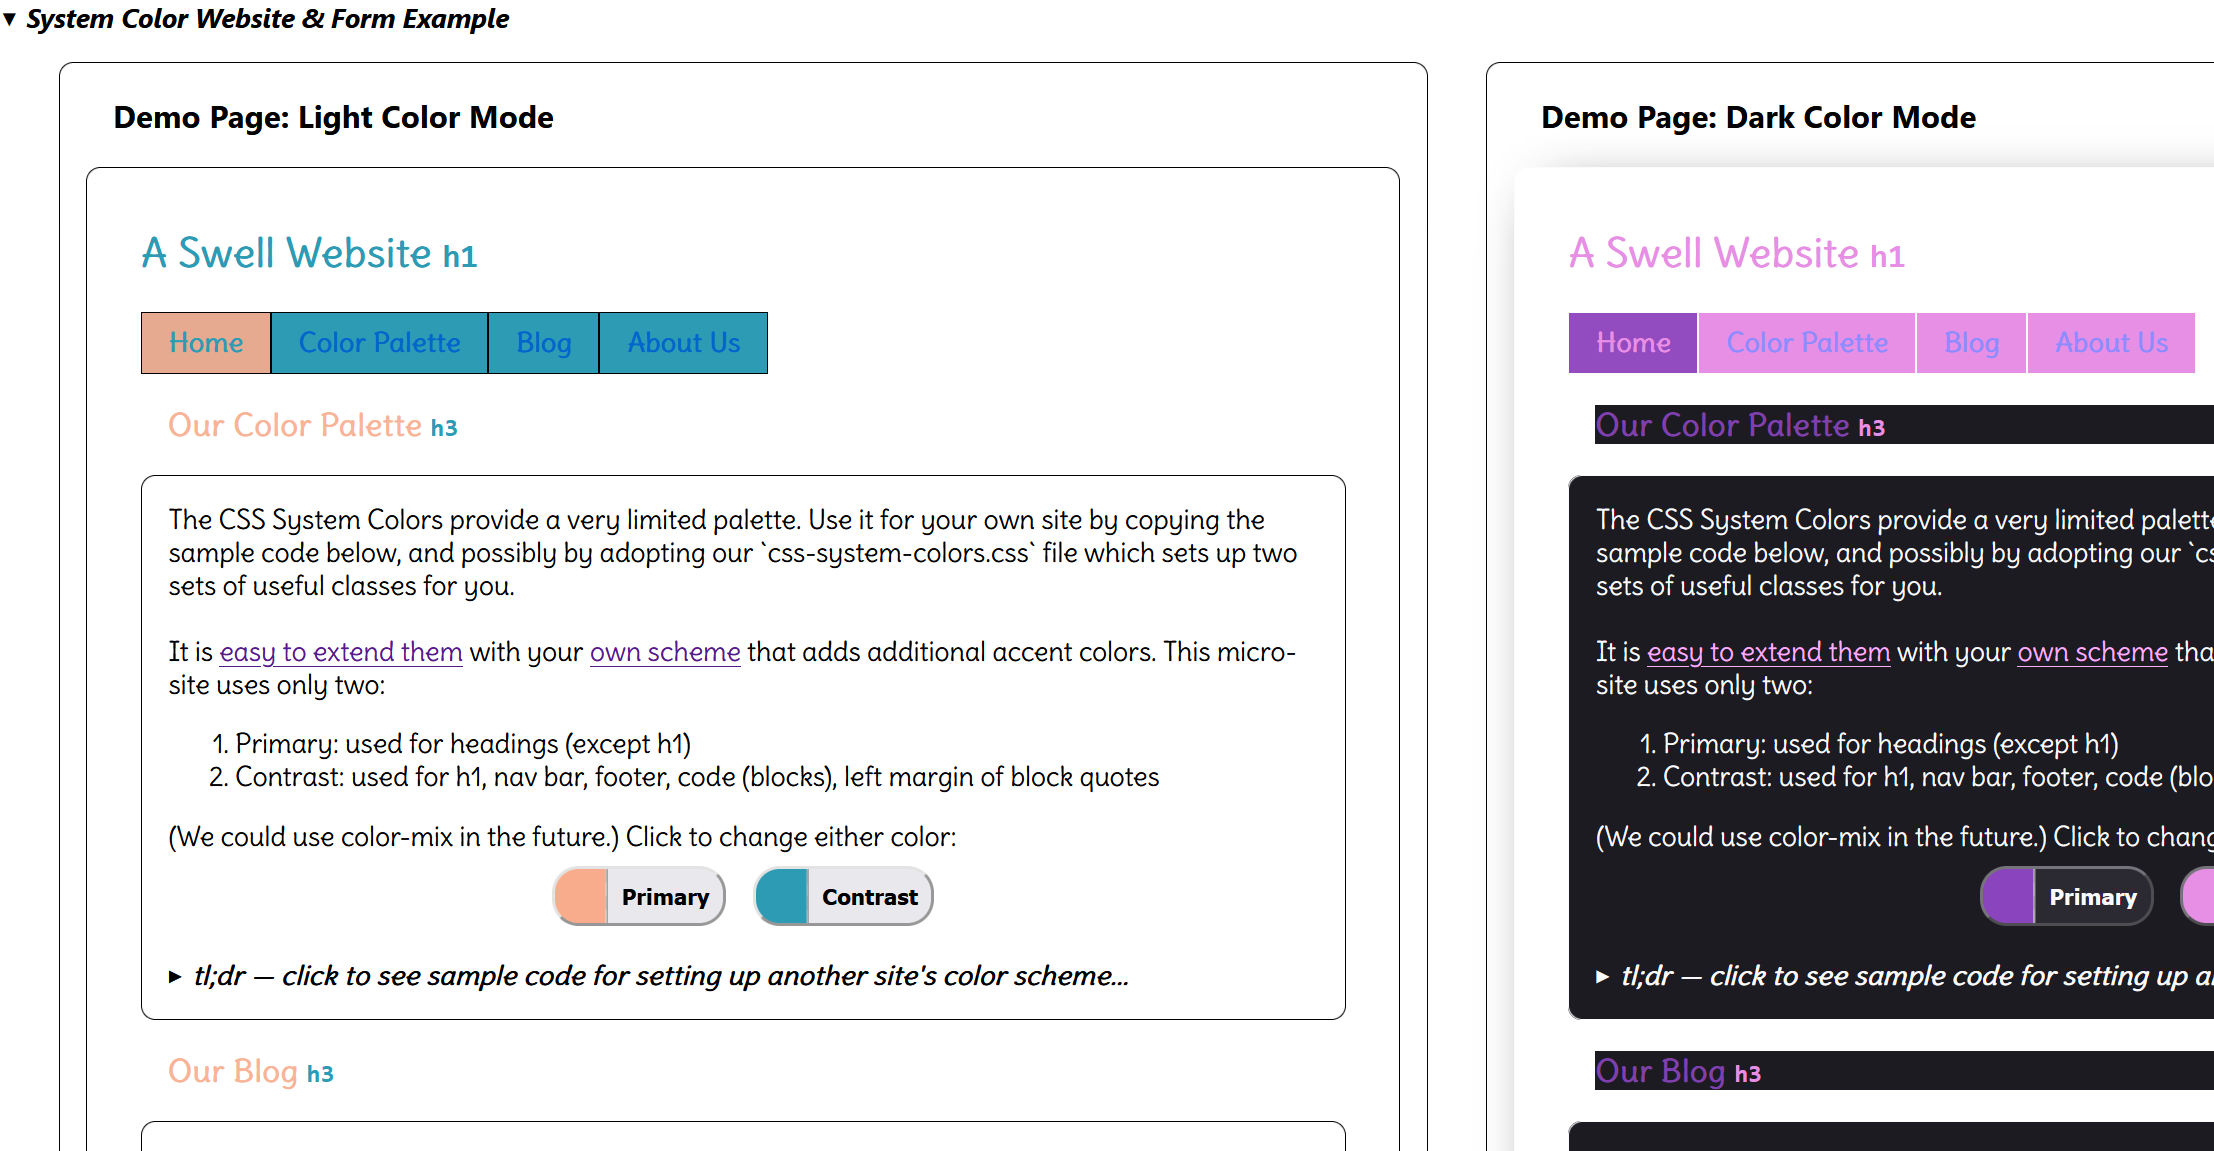 ▼ System Color Website & Form Example
Demo Page: Light Color Mode
A Swell Website h1
Home Color Palette Blog About Us
Our Color Palette h3
The CSS System Colors provide a very limited palette. Use it for your own site by copying the
sample code below, and possibly by adopting our `css-system-colors.css` file which sets up two
sets of useful classes for you.
It is easy to extend them with your own scheme that adds additional accent colors. This micro-
site uses only two:
1. Primary: used for headings (except h1)
2. Contrast: used for h1, nav bar, footer, code (blocks), left margin of block quotes
(We could use color-mix in the future.) Click to change either color:
Primary Contrast
▸ tl;dr — click to see sample code for setting up another site's color scheme...
Our Blog h3
Demo Page: Dark Color Mode
A Swell Website h1
Home Color Palette Blog About Us
Our Color Palette h3
The CSS System Colors provide a very limited palett
sample code below, and possibly by adopting our `cs
sets of useful classes for you.
It is easy to extend them with your own scheme tha
site uses only two:
1. Primary: used for headings (except h1)
2. Contrast: used for h1, nav bar, footer, code (blo
(We could use color-mix in the future.) Click to chang
Primary
▸ tl;dr — click to see sample code for setting up a
Our Blog h3